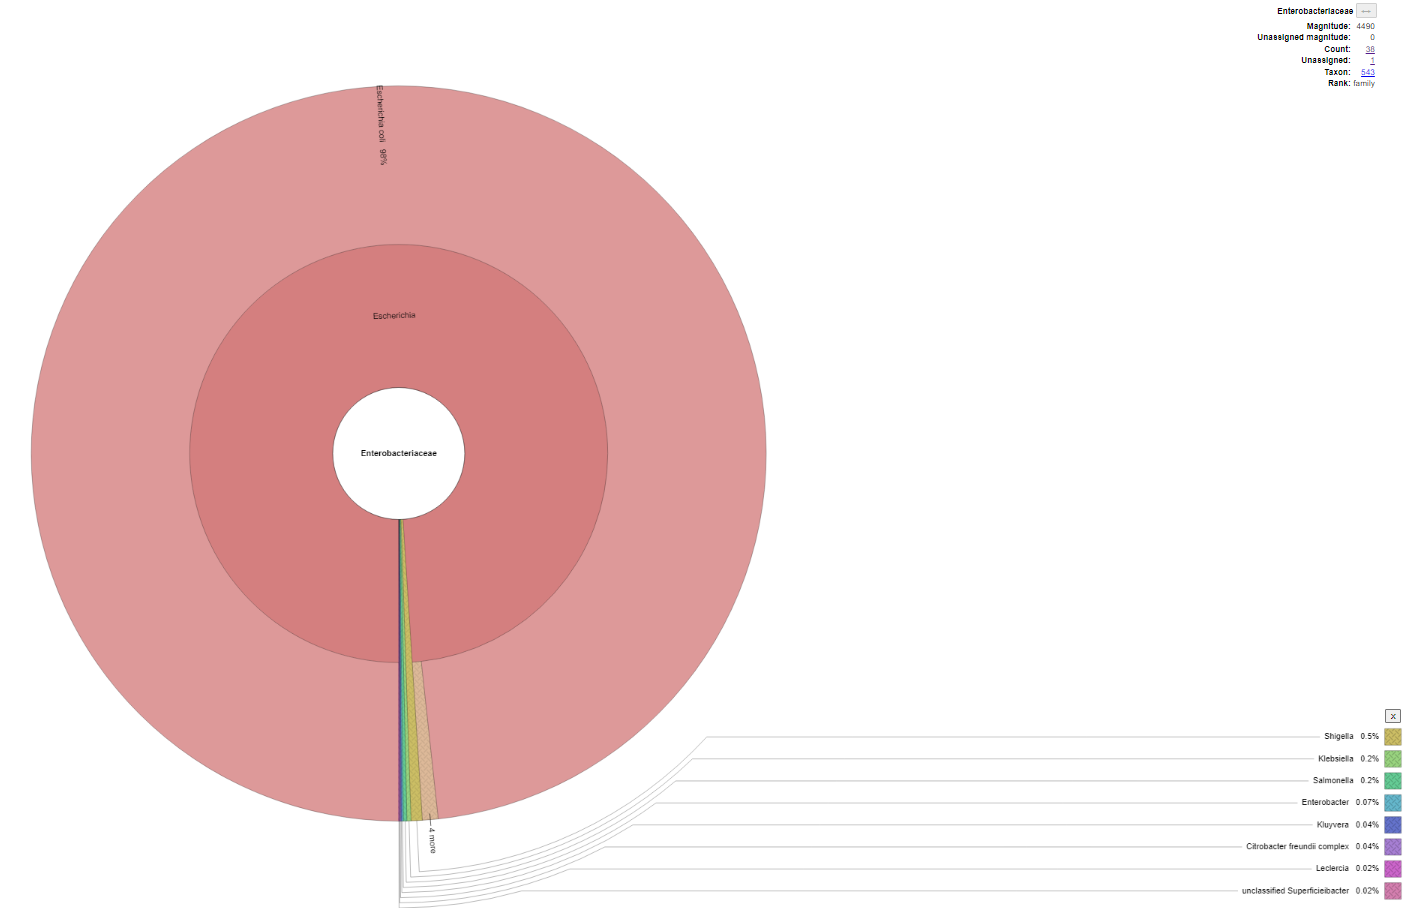 Enterobacteriaceae
Magnitude: 4490
Unassigned magnitude: 0
Count: 38
Unassigned: 1
Taxon: 543
Rank: family
Escherichia coli 98%
Escherichia
Enterobacteriaceae
4 more
x
Shigella 0.5%
Klebsiella 0.2%
Salmonella 0.2%
Enterobacter 0.07%
Kluyvera 0.04%
Citrobacter freundii complex 0.04%
Leclercia 0.02%
unclassified Superficieibacter 0.02%